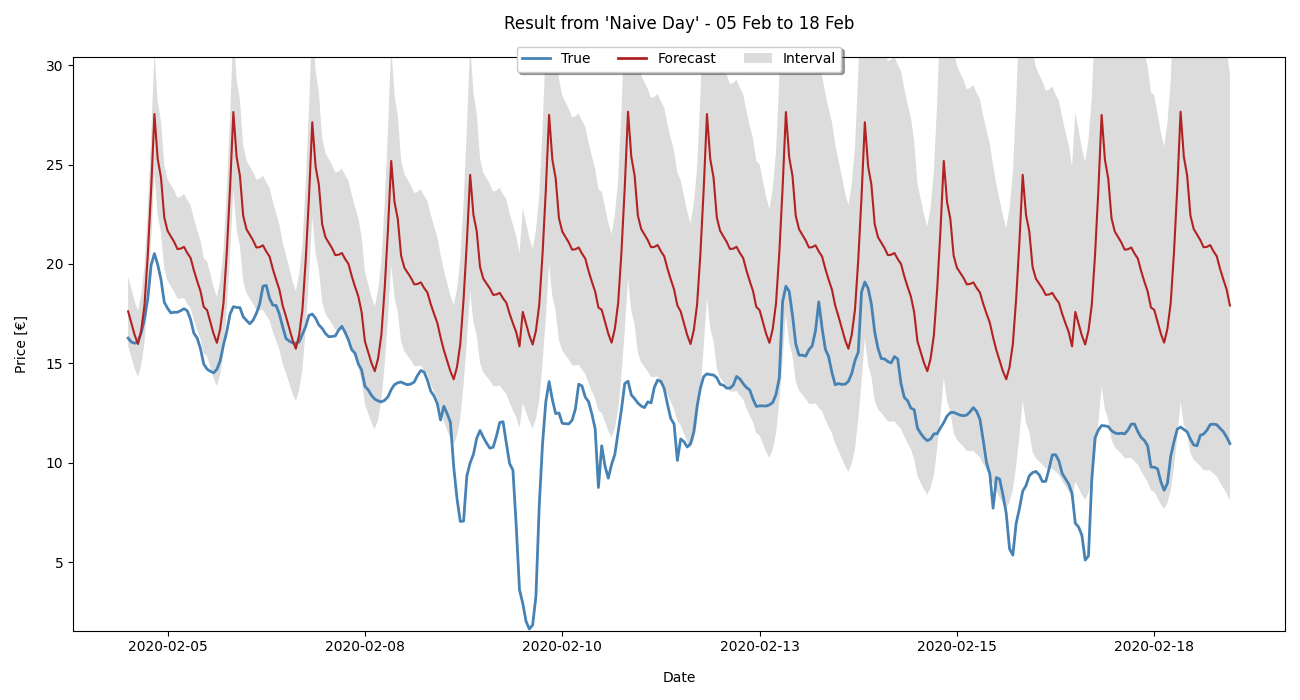 Result from 'Naive Day' - 05 Feb to 18 Feb
True Forecast Interval
30
25
20
15
10
5
Price [€]
2020-02-05 2020-02-08 2020-02-10 2020-02-13 2020-02-15 2020-02-18
Date